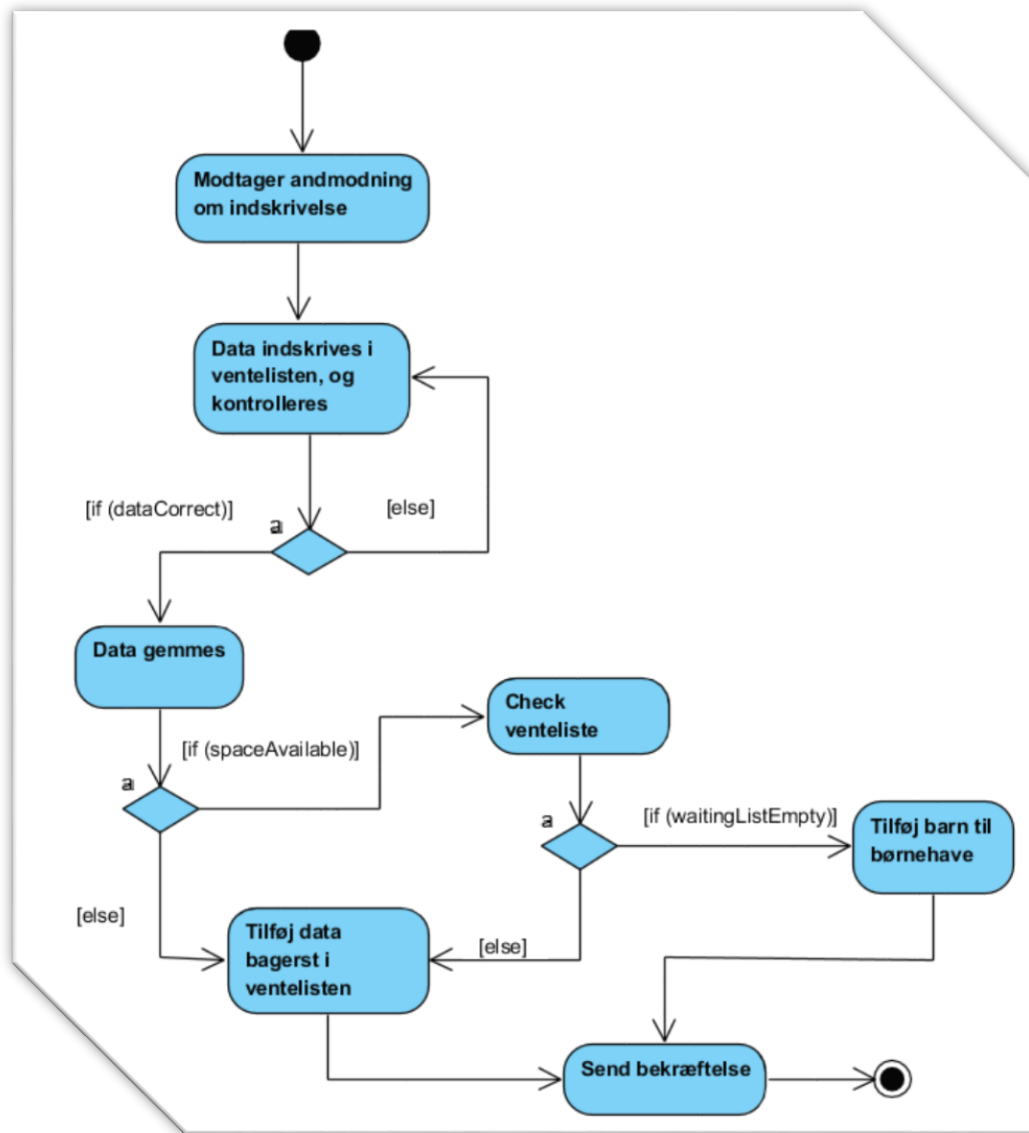 Modtager andmodning
om indskrivelse
Data indskrives i
ventelisten, og
kontrolleres
[if (dataCorrect)]
a
[else]
Data gemmes
Check
venteliste
[if (spaceAvailable)]
a
a
[if (waitingListEmpty)]
Tilføj barn til
børnehave
[else]
Tilføj data
bagerst i
ventelisten
[else]
Send bekræftelse